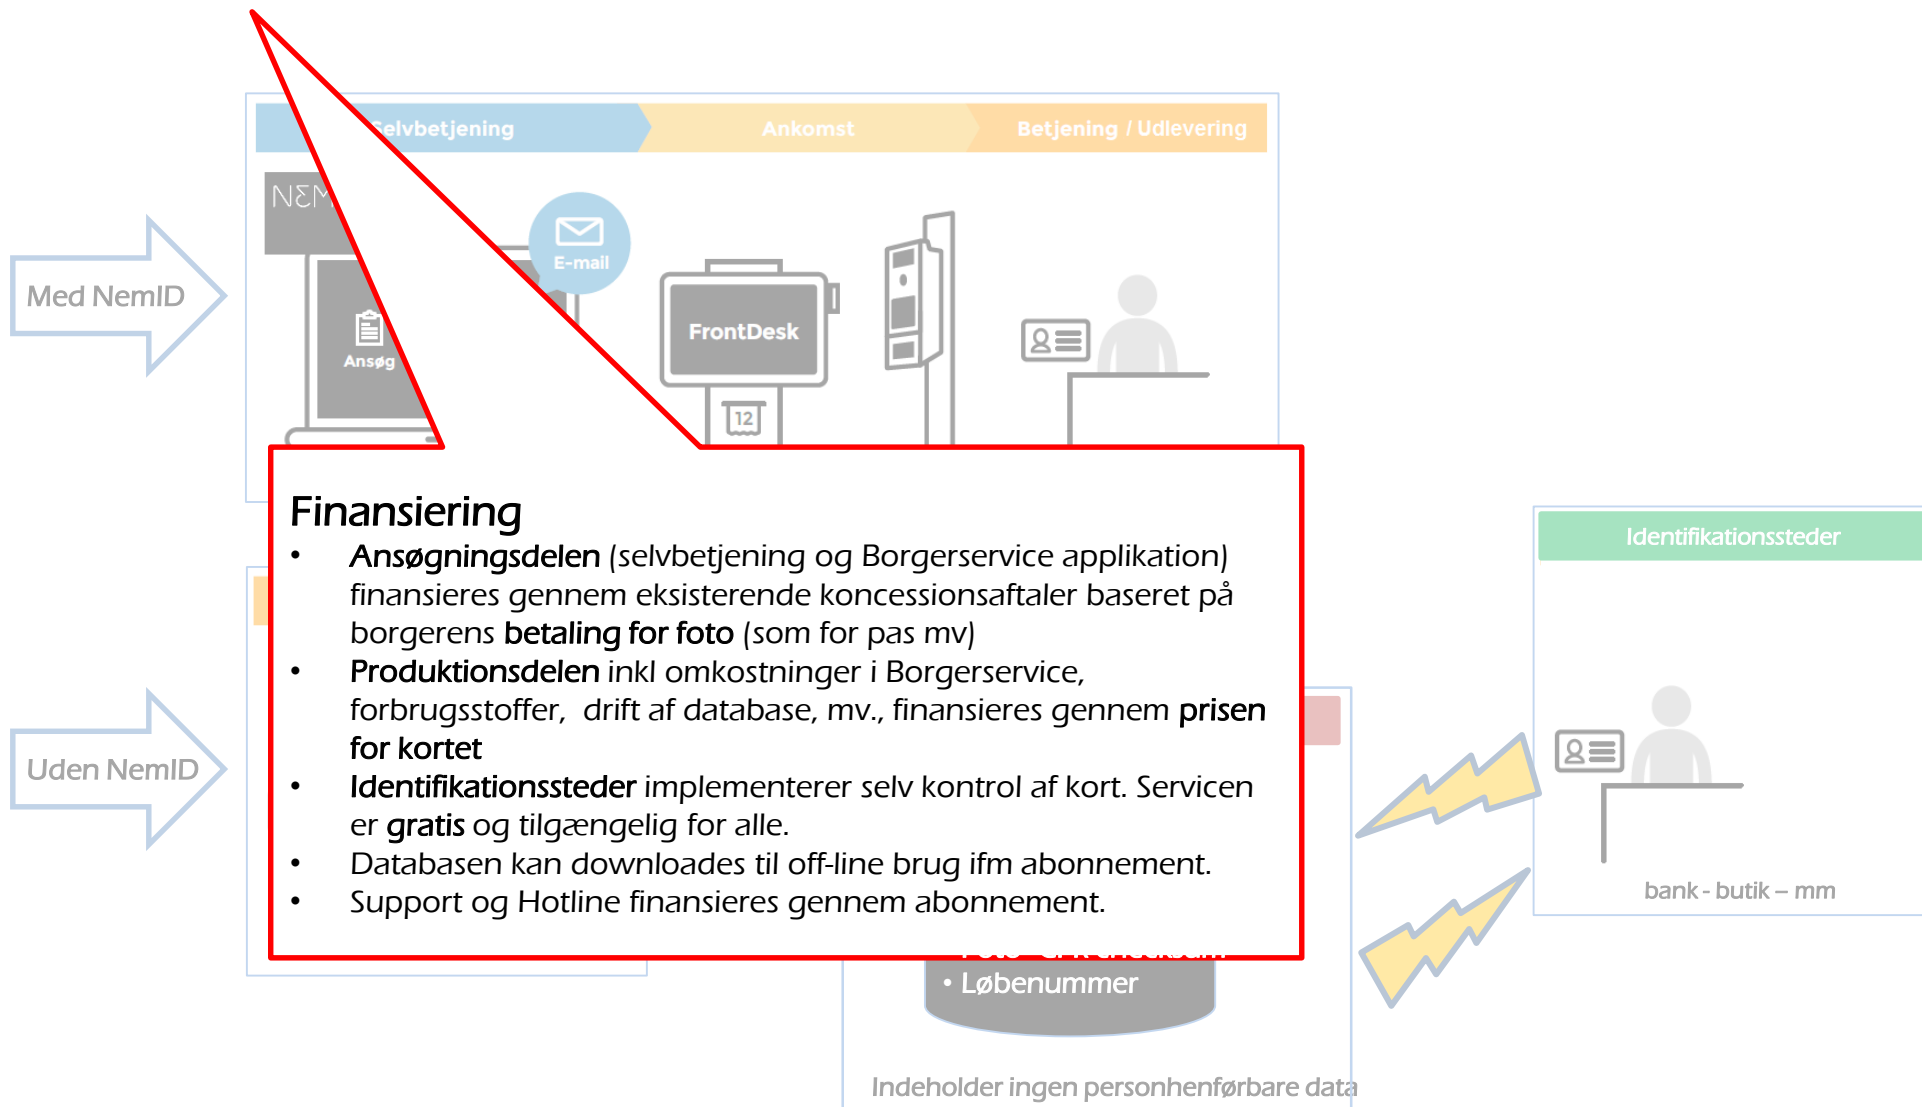 Selvbetjening
Ankomst
Betjening / Udlevering
E-mail
Med NemID
Ansøg
FrontDesk
12
Finansiering
• Ansøgningsdelen (selvbetjening og Borgerservice applikation)
finansieres gennem eksisterende koncessionsaftaler baseret på
borgerens betaling for foto (som for pas mv)
• Produktionsdelen inkl omkostninger i Borgerservice,
forbrugsstoffer, drift af database, mv., finansieres gennem prisen
for kortet
• Identifikationssteder implementerer selv kontrol af kort. Servicen
er gratis og tilgængelig for alle.
• Databasen kan downloades til off-line brug ifm abonnement.
• Support og Hotline finansieres gennem abonnement.
Identifikationssteder
Uden NemID
bank - butik – mm
• Løbenummer
Indeholder ingen personhenførbare data